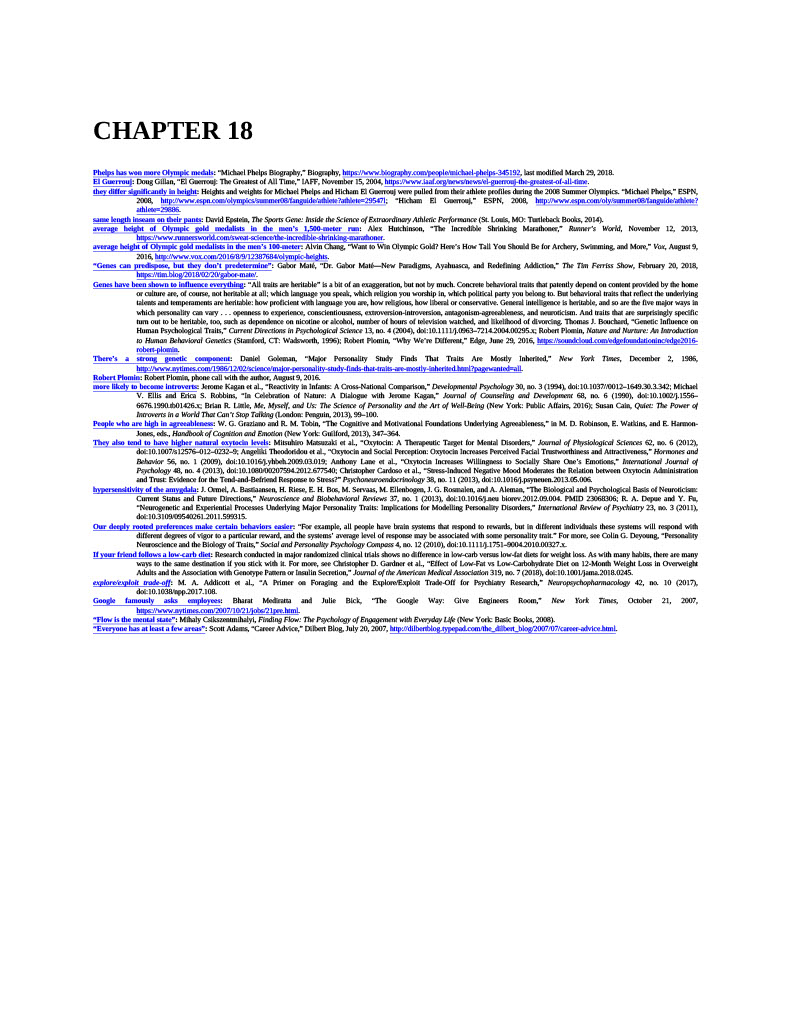 CHAPTER 18
Phelps has won more Olympic medals: “Michael Phelps Biography,” Biography, https://www.biography.com/people/michael-phelps-345192, last modified March 29, 2018.
El Guerrouj: Doug Gillan, “El Guerrouj: The Greatest of All Time,” IAFF, November 15, 2004, https://www.iaaf.org/news/news/el-guerrouj-the-greatest-of-all-time.
they differ significantly in height: Heights and weights for Michael Phelps and Hicham El Guerrouj were pulled from their athlete profiles during the 2008 Summer Olympics. “Michael Phelps,” ESPN,
2008, http://www.espn.com/olympics/summer08/fanguide/athlete?athlete=29547l; “Hicham El Guerrouj,” ESPN, 2008, http://www.espn.com/oly/summer08/fanguide/athlete?
athlete=29886.
same length inseam on their pants: David Epstein, The Sports Gene: Inside the Science of Extraordinary Athletic Performance (St. Louis, MO: Turtleback Books, 2014).
average height of Olympic gold medalists in the men’s 1,500-meter run: Alex Hutchinson, “The Incredible Shrinking Marathoner,” Runner’s World, November 12, 2013,
https://www.runnersworld.com/sweat-science/the-incredible-shrinking-marathoner.
average height of Olympic gold medalists in the men’s 100-meter: Alvin Chang, “Want to Win Olympic Gold? Here’s How Tall You Should Be for Archery, Swimming, and More,” Vox, August 9,
2016, http://www.vox.com/2016/8/9/12387684/olympic-heights.
“Genes can predispose, but they don’t predetermine”: Gabor Maté, “Dr. Gabor Maté—New Paradigms, Ayahuasca, and Redefining Addiction,” The Tim Ferriss Show, February 20, 2018,
https://tim.blog/2018/02/20/gabor-mate/.
Genes have been shown to influence everything: “All traits are heritable” is a bit of an exaggeration, but not by much. Concrete behavioral traits that patently depend on content provided by the home
or culture are, of course, not heritable at all; which language you speak, which religion you worship in, which political party you belong to. But behavioral traits that reflect the underlying
talents and temperaments are heritable: how proficient with language you are, how religious, how liberal or conservative. General intelligence is heritable, and so are the five major ways in
which personality can vary . . . openness to experience, conscientiousness, extroversion-introversion, antagonism-agreeableness, and neuroticism. And traits that are surprisingly specific
turn out to be heritable, too, such as dependence on nicotine or alcohol, number of hours of television watched, and likelihood of divorcing. Thomas J. Bouchard, “Genetic Influence on
Human Psychological Traits,” Current Directions in Psychological Science 13, no. 4 (2004), doi:10.1111/j.0963–7214.2004.00295.x; Robert Plomin, Nature and Nurture: An Introduction
to Human Behavioral Genetics (Stamford, CT: Wadsworth, 1996); Robert Plomin, “Why We’re Different,” Edge, June 29, 2016, https://soundcloud.com/edgefoundationinc/edge2016-
robert-plomin.
There’s a strong genetic component: Daniel Goleman, “Major Personality Study Finds That Traits Are Mostly Inherited,” New York Times, December 2, 1986,
http://www.nytimes.com/1986/12/02/science/major-personality-study-finds-that-traits-are-mostly-inherited.html?pagewanted=all.
Robert Plomin: Robert Plomin, phone call with the author, August 9, 2016.
more likely to become introverts: Jerome Kagan et al., “Reactivity in Infants: A Cross-National Comparison,” Developmental Psychology 30, no. 3 (1994), doi:10.1037//0012–1649.30.3.342; Michael
V. Ellis and Erica S. Robbins, “In Celebration of Nature: A Dialogue with Jerome Kagan,” Journal of Counseling and Development 68, no. 6 (1990), doi:10.1002/j.1556–
6676.1990.tb01426.x; Brian R. Little, Me, Myself, and Us: The Science of Personality and the Art of Well-Being (New York: Public Affairs, 2016); Susan Cain, Quiet: The Power of
Introverts in a World That Can’t Stop Talking (London: Penguin, 2013), 99–100.
People who are high in agreeableness: W. G. Graziano and R. M. Tobin, “The Cognitive and Motivational Foundations Underlying Agreeableness,” in M. D. Robinson, E. Watkins, and E. Harmon-
Jones, eds., Handbook of Cognition and Emotion (New York: Guilford, 2013), 347–364.
They also tend to have higher natural oxytocin levels: Mitsuhiro Matsuzaki et al., “Oxytocin: A Therapeutic Target for Mental Disorders,” Journal of Physiological Sciences 62, no. 6 (2012),
doi:10.1007/s12576–012–0232–9; Angeliki Theodoridou et al., “Oxytocin and Social Perception: Oxytocin Increases Perceived Facial Trustworthiness and Attractiveness,” Hormones and
Behavior 56, no. 1 (2009), doi:10.1016/j.yhbeh.2009.03.019; Anthony Lane et al., “Oxytocin Increases Willingness to Socially Share One’s Emotions,” International Journal of
Psychology 48, no. 4 (2013), doi:10.1080/00207594.2012.677540; Christopher Cardoso et al., “Stress-Induced Negative Mood Moderates the Relation between Oxytocin Administration
and Trust: Evidence for the Tend-and-Befriend Response to Stress?” Psychoneuroendocrinology 38, no. 11 (2013), doi:10.1016/j.psyneuen.2013.05.006.
hypersensitivity of the amygdala: J. Ormel, A. Bastiaansen, H. Riese, E. H. Bos, M. Servaas, M. Ellenbogen, J. G. Rosmalen, and A. Aleman, “The Biological and Psychological Basis of Neuroticism:
Current Status and Future Directions,” Neuroscience and Biobehavioral Reviews 37, no. 1 (2013), doi:10.1016/j.neu biorev.2012.09.004. PMID 23068306; R. A. Depue and Y. Fu,
“Neurogenetic and Experiential Processes Underlying Major Personality Traits: Implications for Modelling Personality Disorders,” International Review of Psychiatry 23, no. 3 (2011),
doi:10.3109/09540261.2011.599315.
Our deeply rooted preferences make certain behaviors easier: “For example, all people have brain systems that respond to rewards, but in different individuals these systems will respond with
different degrees of vigor to a particular reward, and the systems’ average level of response may be associated with some personality trait.” For more, see Colin G. Deyoung, “Personality
Neuroscience and the Biology of Traits,” Social and Personality Psychology Compass 4, no. 12 (2010), doi:10.1111/j.1751–9004.2010.00327.x.
If your friend follows a low-carb diet: Research conducted in major randomized clinical trials shows no difference in low-carb versus low-fat diets for weight loss. As with many habits, there are many
ways to the same destination if you stick with it. For more, see Christopher D. Gardner et al., “Effect of Low-Fat vs Low-Carbohydrate Diet on 12-Month Weight Loss in Overweight
Adults and the Association with Genotype Pattern or Insulin Secretion,” Journal of the American Medical Association 319, no. 7 (2018), doi:10.1001/jama.2018.0245.
explore/exploit trade-off: M. A. Addicott et al., “A Primer on Foraging and the Explore/Exploit Trade-Off for Psychiatry Research,” Neuropsychopharmacology 42, no. 10 (2017),
doi:10.1038/npp.2017.108.
Google famously asks employees: Bharat Mediratta and Julie Bick, “The Google Way: Give Engineers Room,” New York Times, October 21, 2007,
https://www.nytimes.com/2007/10/21/jobs/21pre.html.
“Flow is the mental state”: Mihaly Csikszentmihalyi, Finding Flow: The Psychology of Engagement with Everyday Life (New York: Basic Books, 2008).
“Everyone has at least a few areas”: Scott Adams, “Career Advice,” Dilbert Blog, July 20, 2007, http://dilbertblog.typepad.com/the_dilbert_blog/2007/07/career-advice.html.